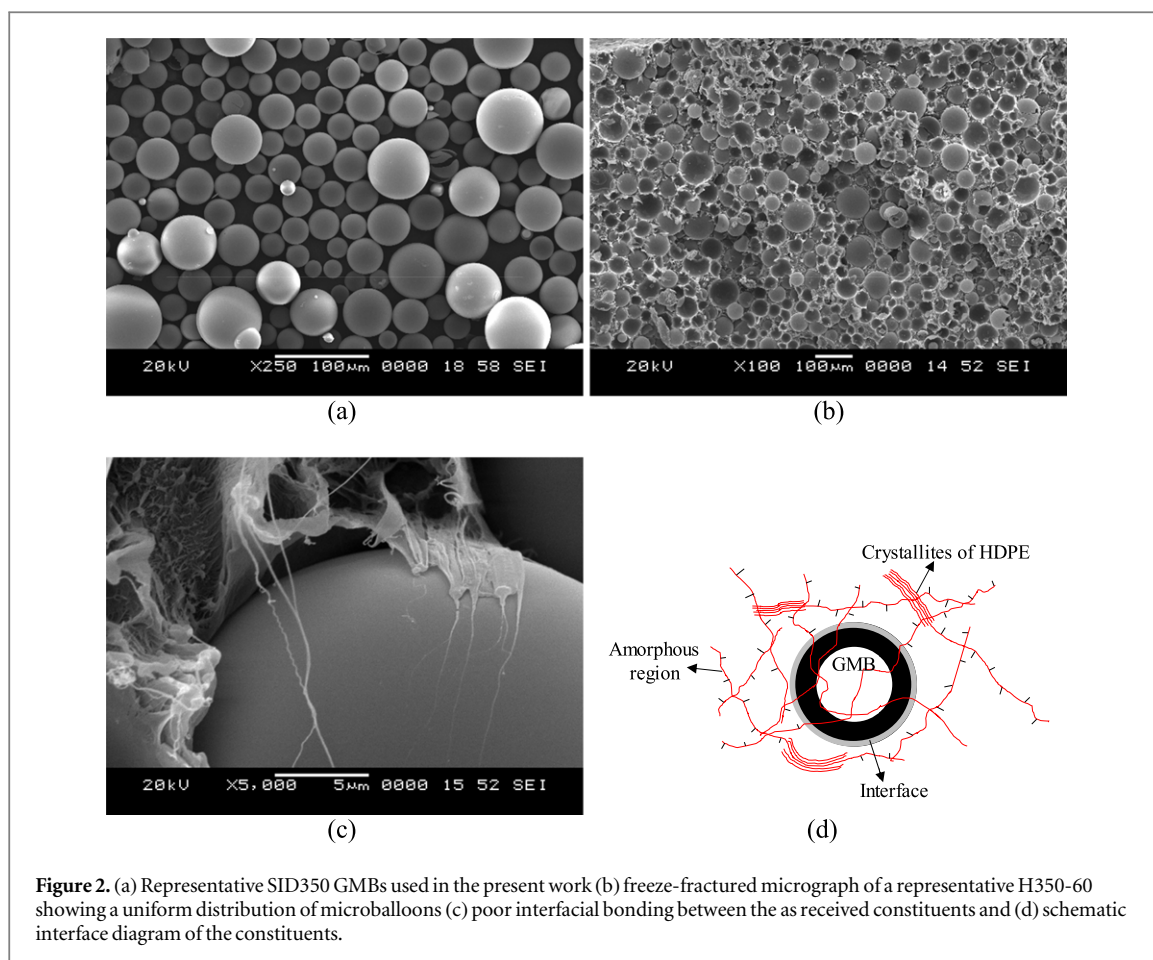 20kV X250 100μm 0000 18 58 SEI
20kV X100 100μm 0000 14 52 SEI
(a)
(b)
20kV X5,000 5μm 0000 15 52 SEI
Crystallites of HDPE
Amorphous
region
GMB
Interface
(c)
(d)
Figure 2. (a) Representative SID350 GMBs used in the present work (b) freeze-fractured micrograph of a representative H350-60
showing a uniform distribution of microballoons (c) poor interfacial bonding between the as received constituents and (d) schematic
interface diagram of the constituents.